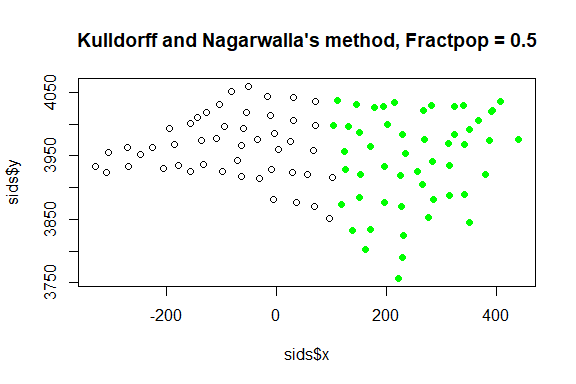 Kulldorff and Nagarwalla's method, Fractpop = 0.5
sids$y
4050
3950
3850
3750
-200 0 200 400
sids$x